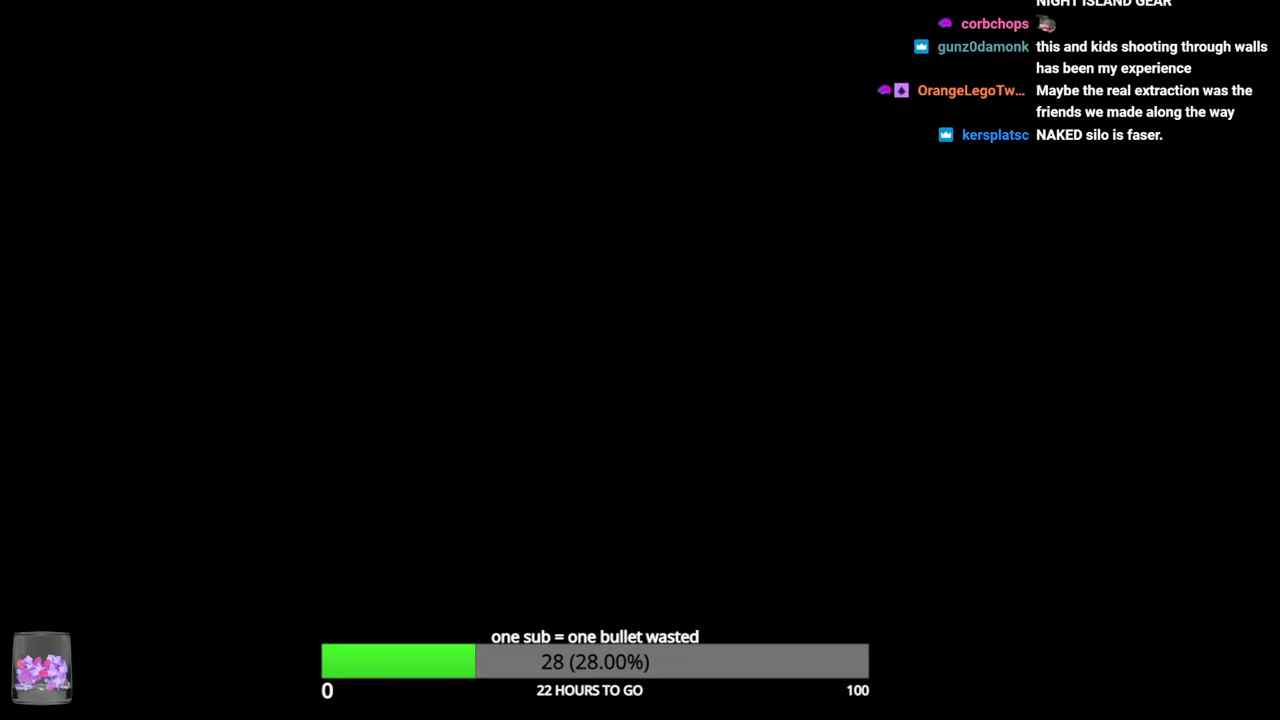 NIGHT ISLAND GEAR
corbchops
gunz0damonk this and kids shooting through walls
has been my experience
OrangeLegoTw... Maybe the real extraction was the
friends we made along the way
kersplatsc NAKED silo is faser.
one sub = one bullet wasted
28 (28.00%)
0 22 HOURS TO GO 100